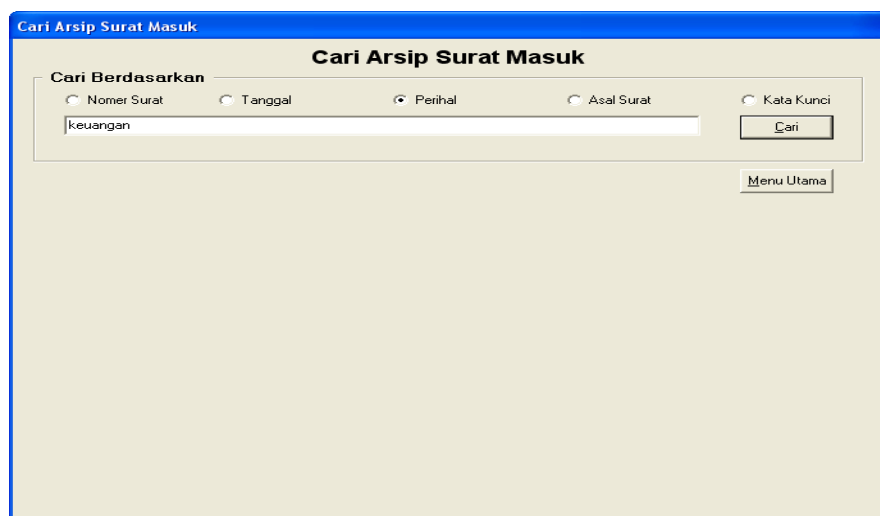 Cari Arsip Surat Masuk
Cari Arsip Surat Masuk
Cari Berdasarkan
Nomer Surat Tanggal Perihal Asal Surat Kata Kunci
keuangan Cari
Menu Utama